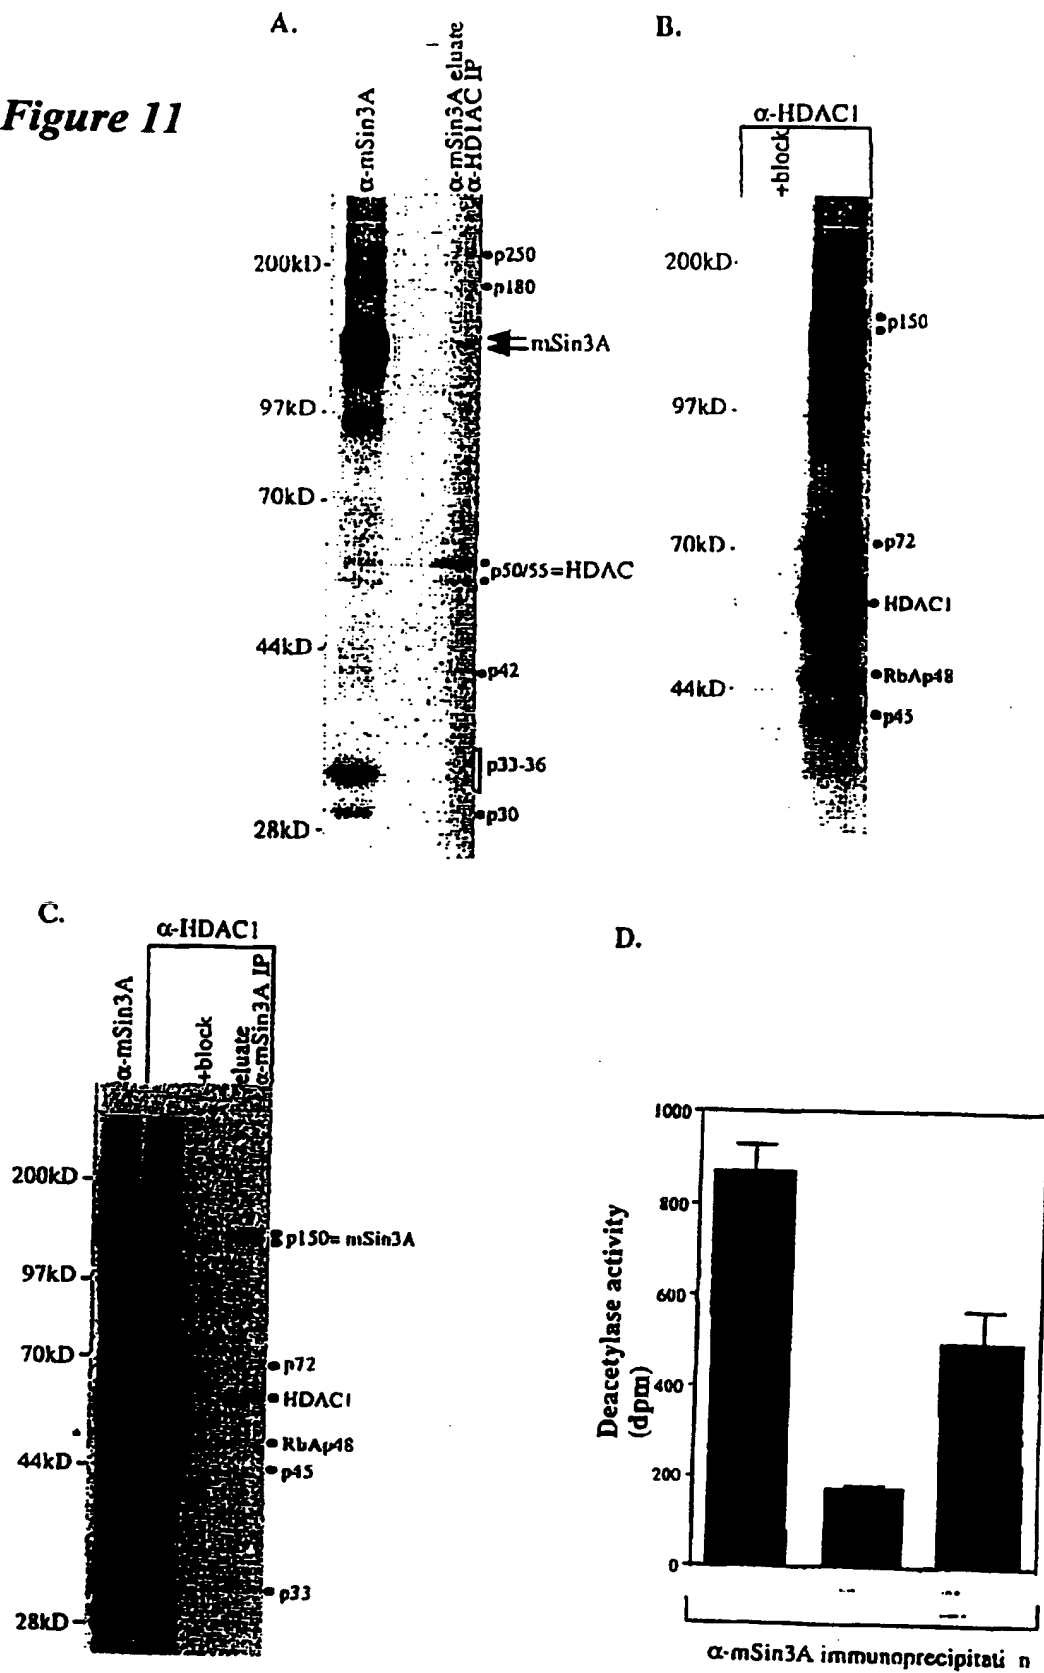 Figure 11
A.
α-mSin3A
α-mSin3A eluate
α-HD1AC IP
200kD
97kD
70kD
44kD
28kD
p250
p180
mSin3A
p50/55=HDAC
p42
p33-36
p30
B.
α-HDAC1
+block
200kD
97kD
70kD
44kD
p150
p72
HDAC1
RbAp48
p45
C.
α-HDAC1
α-mSin3A
+block
eluate
α-mSin3A IP
200kD
97kD
70kD
44kD
28kD
p150= mSin3A
p72
HDAC1
RbAp48
p45
p33
D.
Deacetylase activity
(dpm)
1000
800
600
400
200
0
α-mSin3A immunoprecipitati n